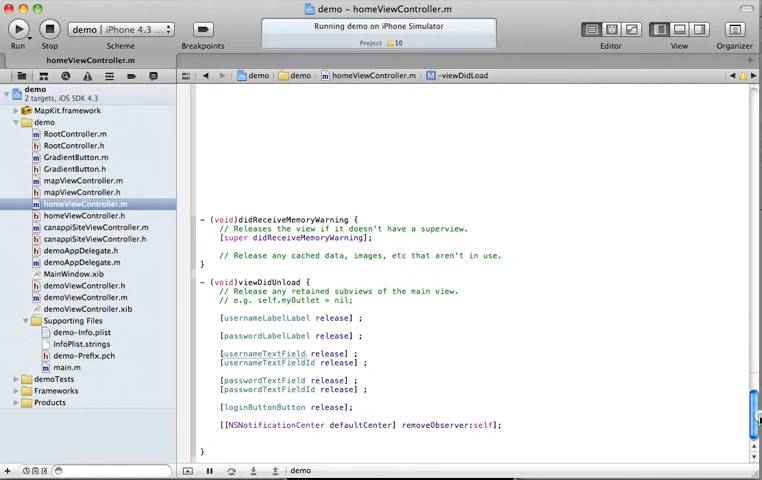 demo – homeViewController.m
Run
Stop
demo | iPhone 4.3 ...
Scheme
Breakpoints
Running demo on iPhone Simulator
Project 10
Editor
View
Organizer
homeViewController.m
demo
demo
homeViewController.m
M -viewDidLoad
demo
2 targets, iOS SDK 4.3
MapKit.framework
demo
RootController.m
RootController.h
GradientButton.m
GradientButton.h
mapViewController.m
mapViewController.h
homeViewController.m
homeViewController.h
canappiSiteViewController.m
canappiSiteViewController.h
demoAppDelegate.h
demoAppDelegate.m
MainWindow.xib
demoViewController.h
demoViewController.m
demoViewController.xib
Supporting Files
demo-Info.plist
InfoPlist.strings
demo-Prefix.pch
main.m
demoTests
Frameworks
Products
- (void)didReceiveMemoryWarning {
// Releases the view if it doesn't have a superview.
[super didReceiveMemoryWarning];
// Release any cached data, images, etc that aren't in use.
}
- (void)viewDidUnload {
// Release any retained subviews of the main view.
// e.g. self.myOutlet = nil;
[usernameLabelLabel release] ;
[passwordLabelLabel release] ;
[usernameTextField release] ;
[usernameTextFieldId release] ;
[passwordTextField release] ;
[passwordTextFieldId release] ;
[loginButtonButton release];
[[NSNotificationCenter defaultCenter] removeObserver:self];
}
demo